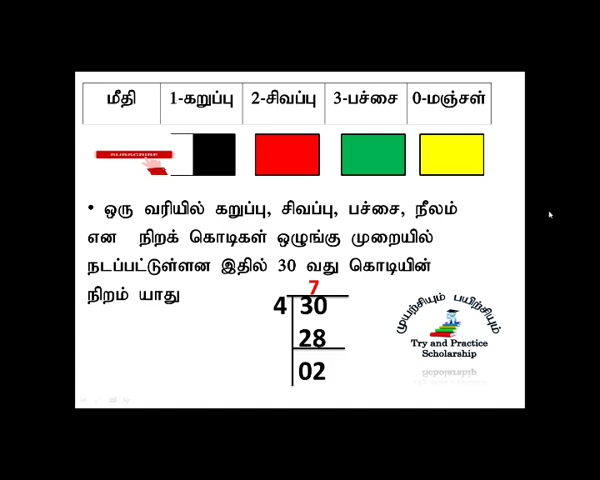 மீதி 1-கறுப்பு 2-சிவப்பு 3-பச்சை 0-மஞ்சள்
SUBSCRIBE
• ஒரு வரியில் கறுப்பு, சிவப்பு, பச்சை, நீலம்
என நிறக் கொடிகள் ஒழுங்கு முறையில்
நடப்பட்டுள்ளன இதில் 30 வது கொடியின்
நிறம் யாது
7
4 30
28
02
முயற்சியும் பயிற்சியும்
Try and Practice
Scholarship